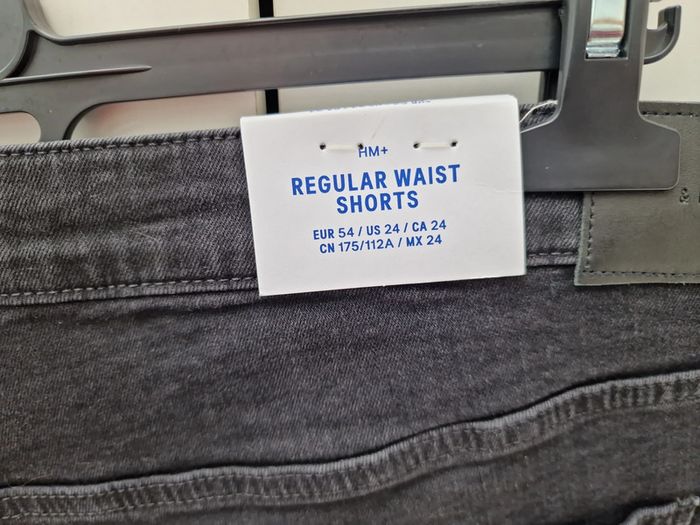 HM+
REGULAR WAIST
SHORTS
EUR 54 / US 24 / CA 24
CN 175/112A / MX 24
&